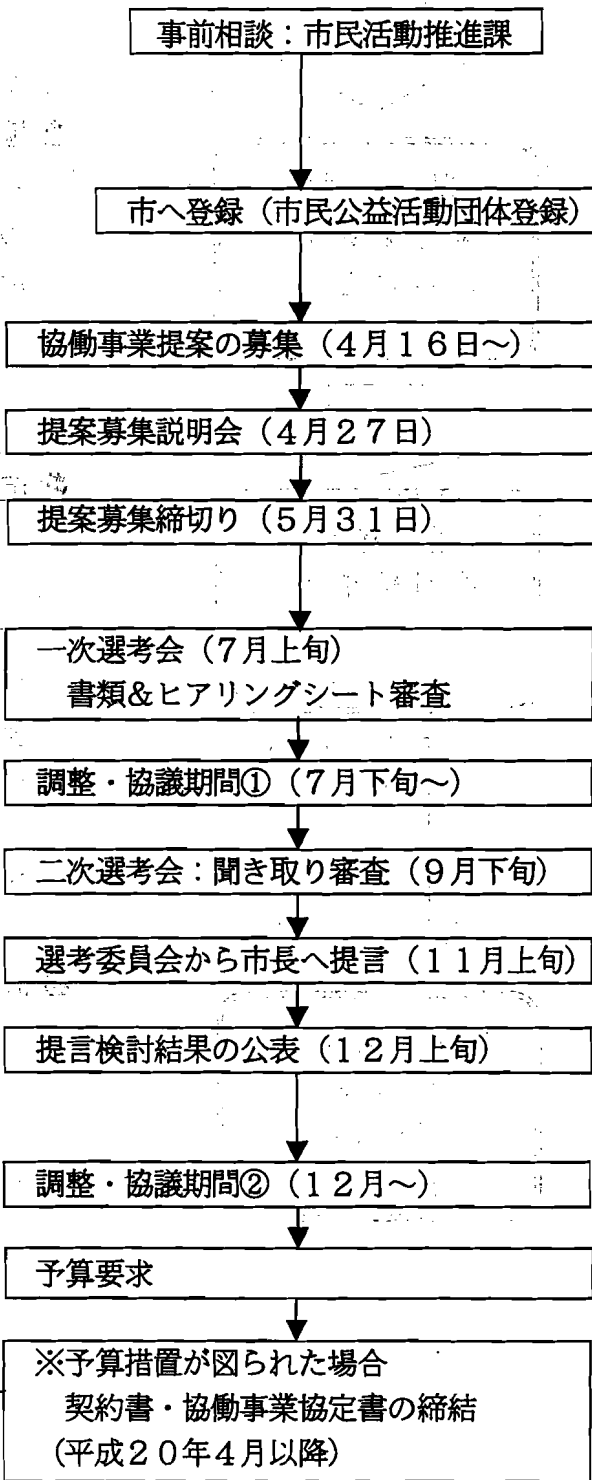 事前相談：市民活動推進課
市へ登録（市民公益活動団体登録）
協働事業提案の募集（４月１６日～）
提案募集説明会（４月２７日）
提案募集締切り（５月３１日）
一次選考会（７月上旬）
書類＆ヒアリングシート審査
調整・協議期間①（７月下旬～）
二次選考会：聞き取り審査（９月下旬）
選考委員会から市長へ提言（１１月上旬）
提言検討結果の公表（１２月上旬）
調整・協議期間②（１２月～）
予算要求
※予算措置が図られた場合
契約書・協働事業協定書の締結
（平成２０年４月以降）